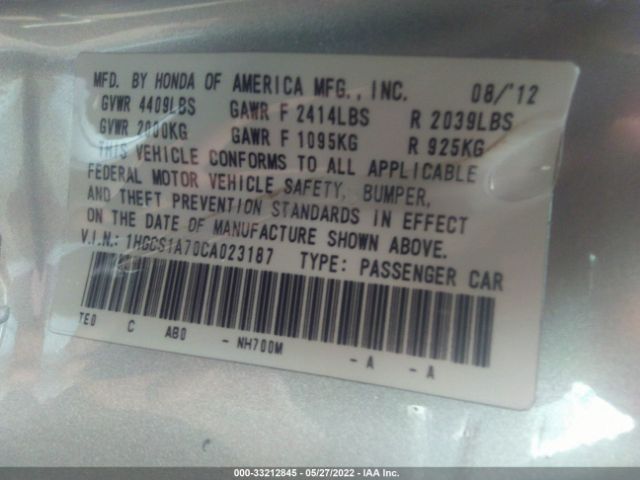 MFD. BY HONDA OF AMERICA MFG., INC. 08/'12
GVWR 4409LBS GAWR F 2414LBS R 2039LBS
GVWR 2000KG GAWR F 1095KG R 925KG
THIS VEHICLE CONFORMS TO ALL APPLICABLE
FEDERAL MOTOR VEHICLE SAFETY, BUMPER,
AND THEFT PREVENTION STANDARDS IN EFFECT
ON THE DATE OF MANUFACTURE SHOWN ABOVE.
V.I.N.: 1HGCS1A70CA023187 TYPE: PASSENGER CAR
TE0 C AB0 - NH700M - A - A
000-33212845 - 05/27/2022 - IAA Inc.